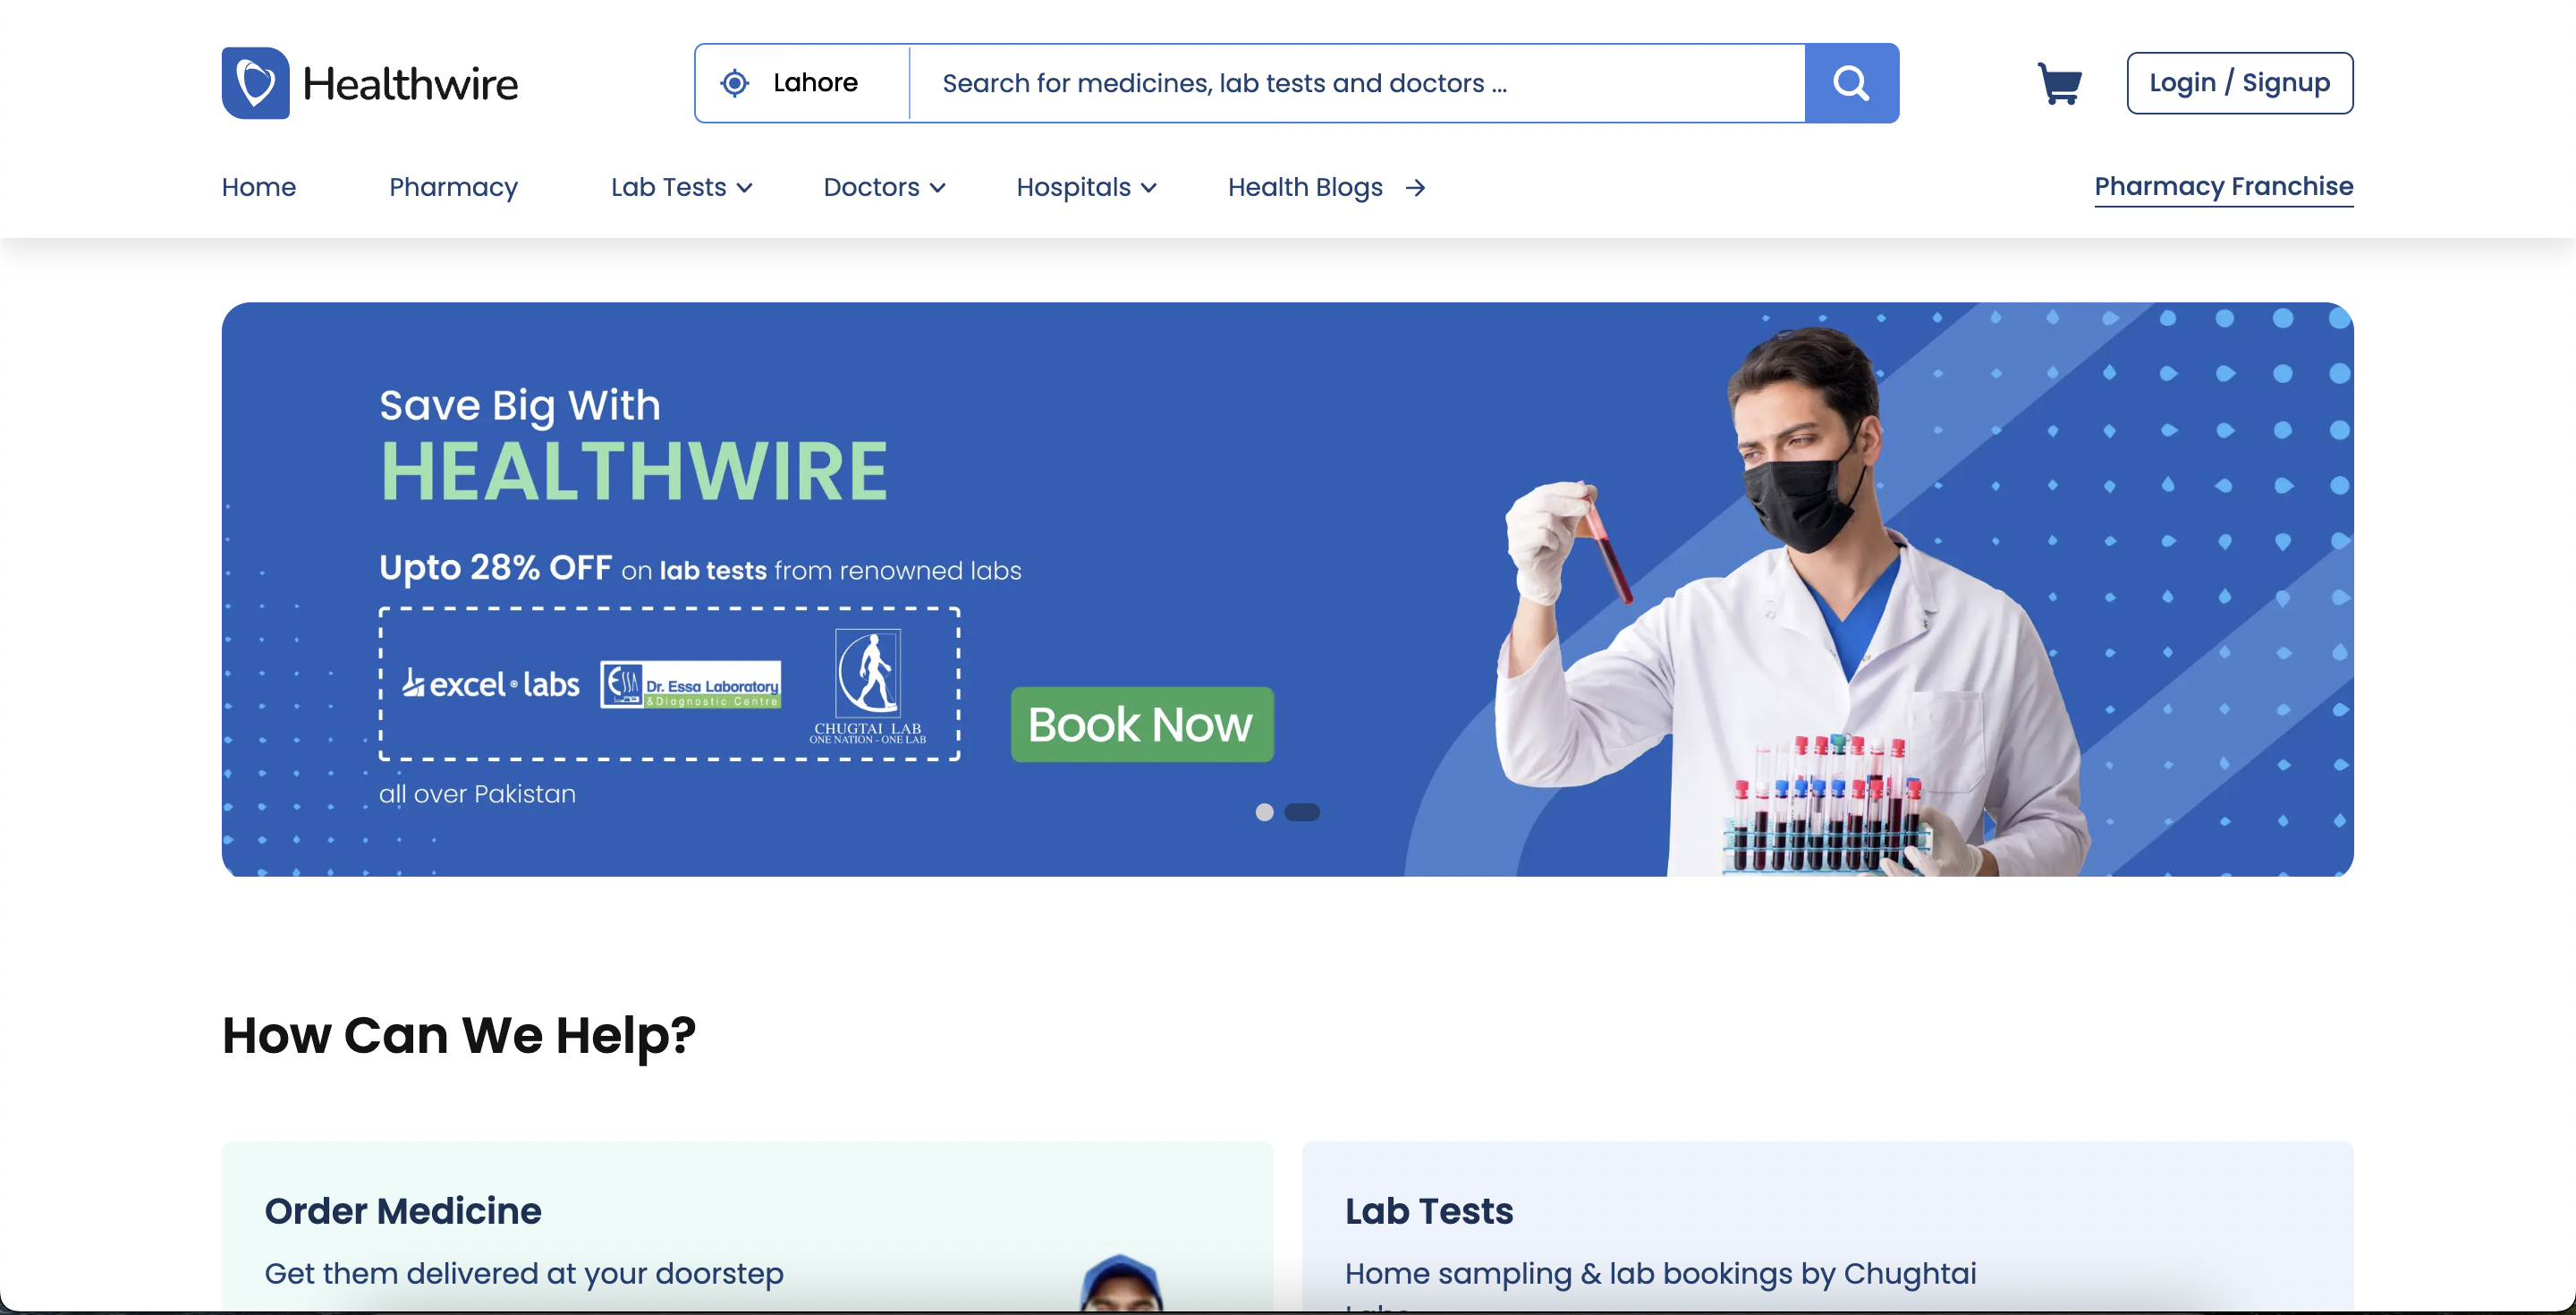 Healthwire
Lahore
Search for medicines, lab tests and doctors ...
Login / Signup
Home
Pharmacy
Lab Tests
Doctors
Hospitals
Health Blogs
Pharmacy Franchise
Save Big With
HEALTHWIRE
Upto 28% OFF on lab tests from renowned labs
excel labs
ESSA
Dr. Essa Laboratory
& Diagnostic Centre
CHUGTAI LAB
ONE NATION - ONE LAB
Book Now
all over Pakistan
How Can We Help?
Order Medicine
Get them delivered at your doorstep
Lab Tests
Home sampling & lab bookings by Chughtai